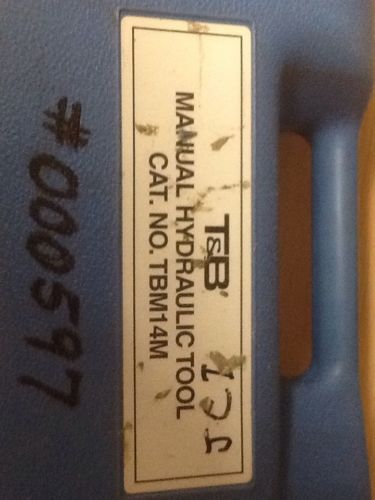 T&B
MANUAL HYDRAULIC TOOL
CAT. NO. TBM14M
#000597